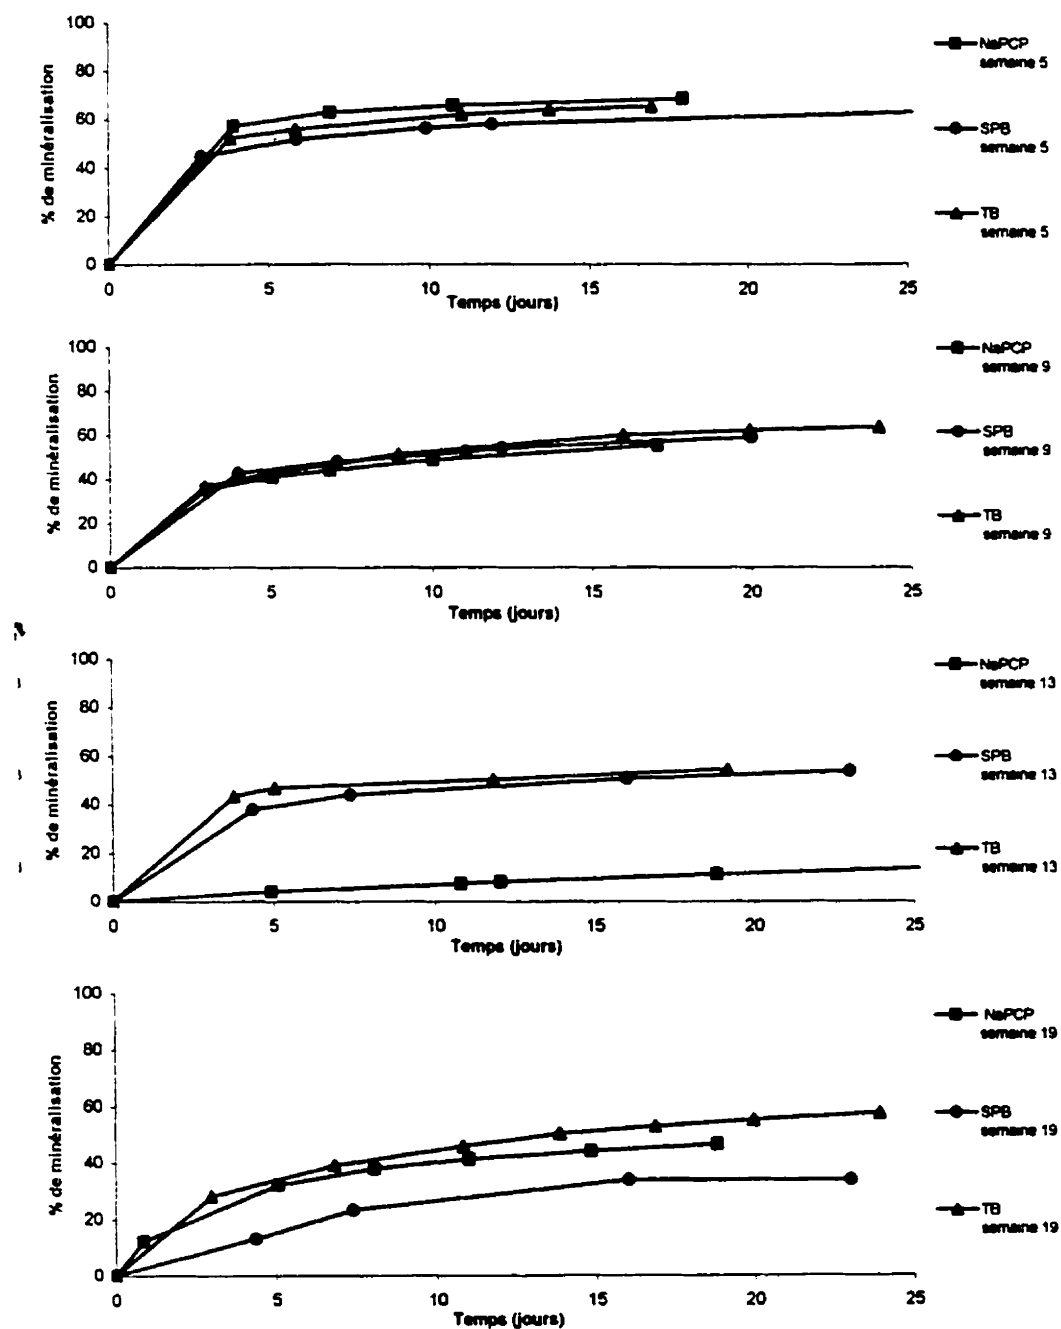 100
80
60
40
20
0
% de minéralisation
0 5 10 15 20 25
Temps (jours)
NaPCP
semaine 5
SPB
semaine 5
TB
semaine 5
100
80
60
40
20
0
% de minéralisation
0 5 10 15 20 25
Temps (jours)
NaPCP
semaine 9
SPB
semaine 9
TB
semaine 9
100
80
60
40
20
0
% de minéralisation
0 5 10 15 20 25
Temps (jours)
NaPCP
semaine 13
SPB
semaine 13
TB
semaine 13
100
80
60
40
20
0
% de minéralisation
0 5 10 15 20 25
Temps (jours)
NaPCP
semaine 19
SPB
semaine 19
TB
semaine 19